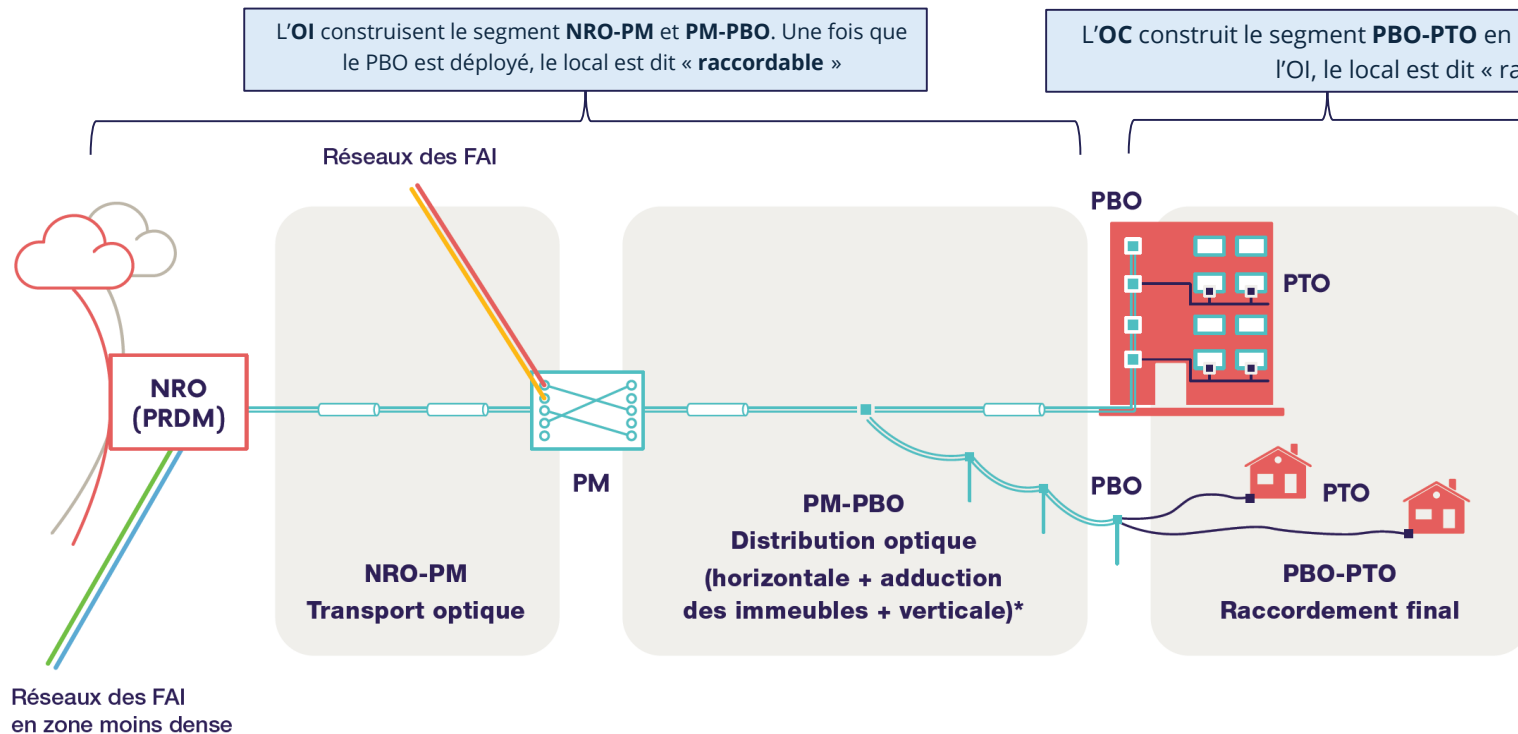 L'OI construisent le segment NRO-PM et PM-PBO. Une fois que
le PBO est déployé, le local est dit « raccordable »
L'OC construit le segment PBO-PTO en
l'OI, le local est dit « ra
Réseaux des FAI
PBO
PTO
NRO
(PRDM)
PM
PBO
PTO
PM-PBO
Distribution optique
(horizontale + adduction
des immeubles + verticale)*
NRO-PM
Transport optique
PBO-PTO
Raccordement final
Réseaux des FAI
en zone moins dense